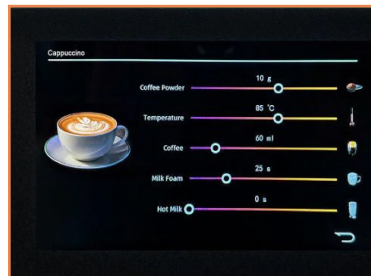 Cappuccino
10 g
Coffee Powder
85 °C
Temperature
60 ml
Coffee
25 s
Milk Foam
0 s
Hot Milk